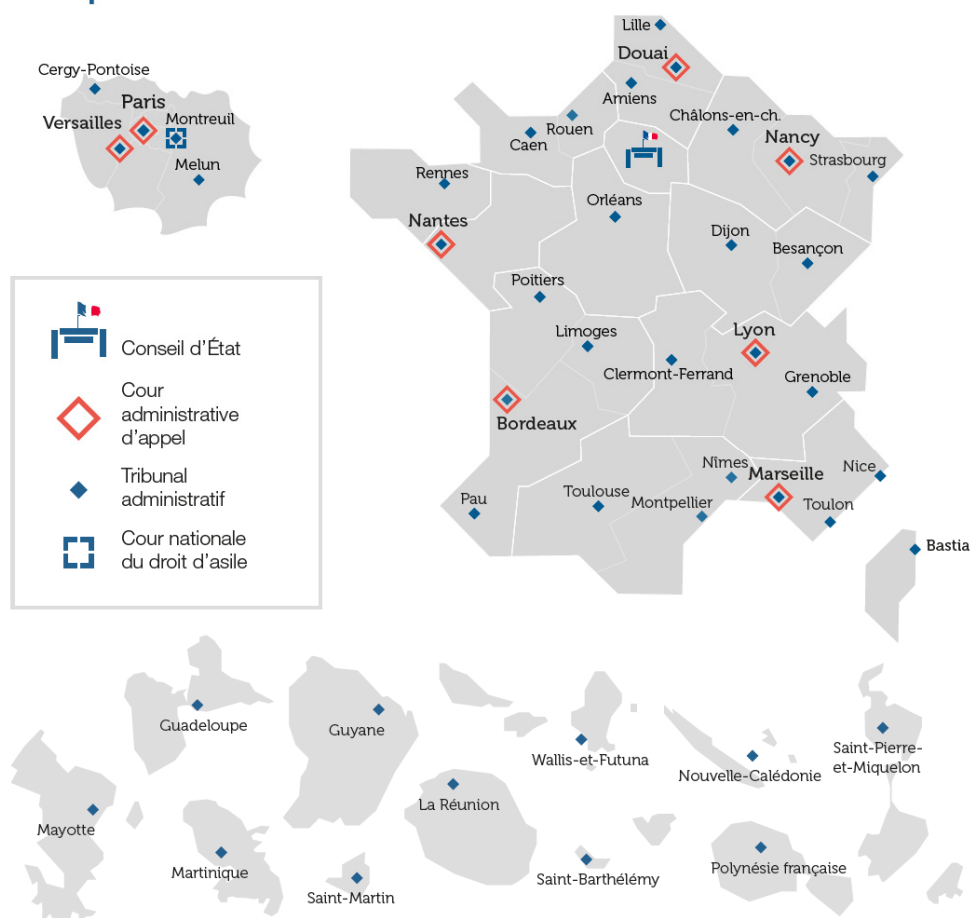 Lille
Douai
Cergy-Pontoise
Amiens
Paris
Châlons-en-ch.
Versailles
Montreuil
Rouen
Nancy
Caen
Strasbourg
Melun
Rennes
Orléans
Nantes
Dijon
Besançon
Poitiers
Limoges
Lyon
Conseil d'État
Clermont-Ferrand
Grenoble
Cour
administrative
d'appel
Bordeaux
Nîmes
Marseille
Nice
Tribunal
administratif
Pau
Toulouse
Montpellier
Toulon
Cour nationale
du droit d'asile
Bastia
Guadeloupe
Guyane
Wallis-et-Futuna
Nouvelle-Calédonie
Saint-Pierre-
et-Miquelon
La Réunion
Mayotte
Martinique
Saint-Martin
Saint-Barthélémy
Polynésie française